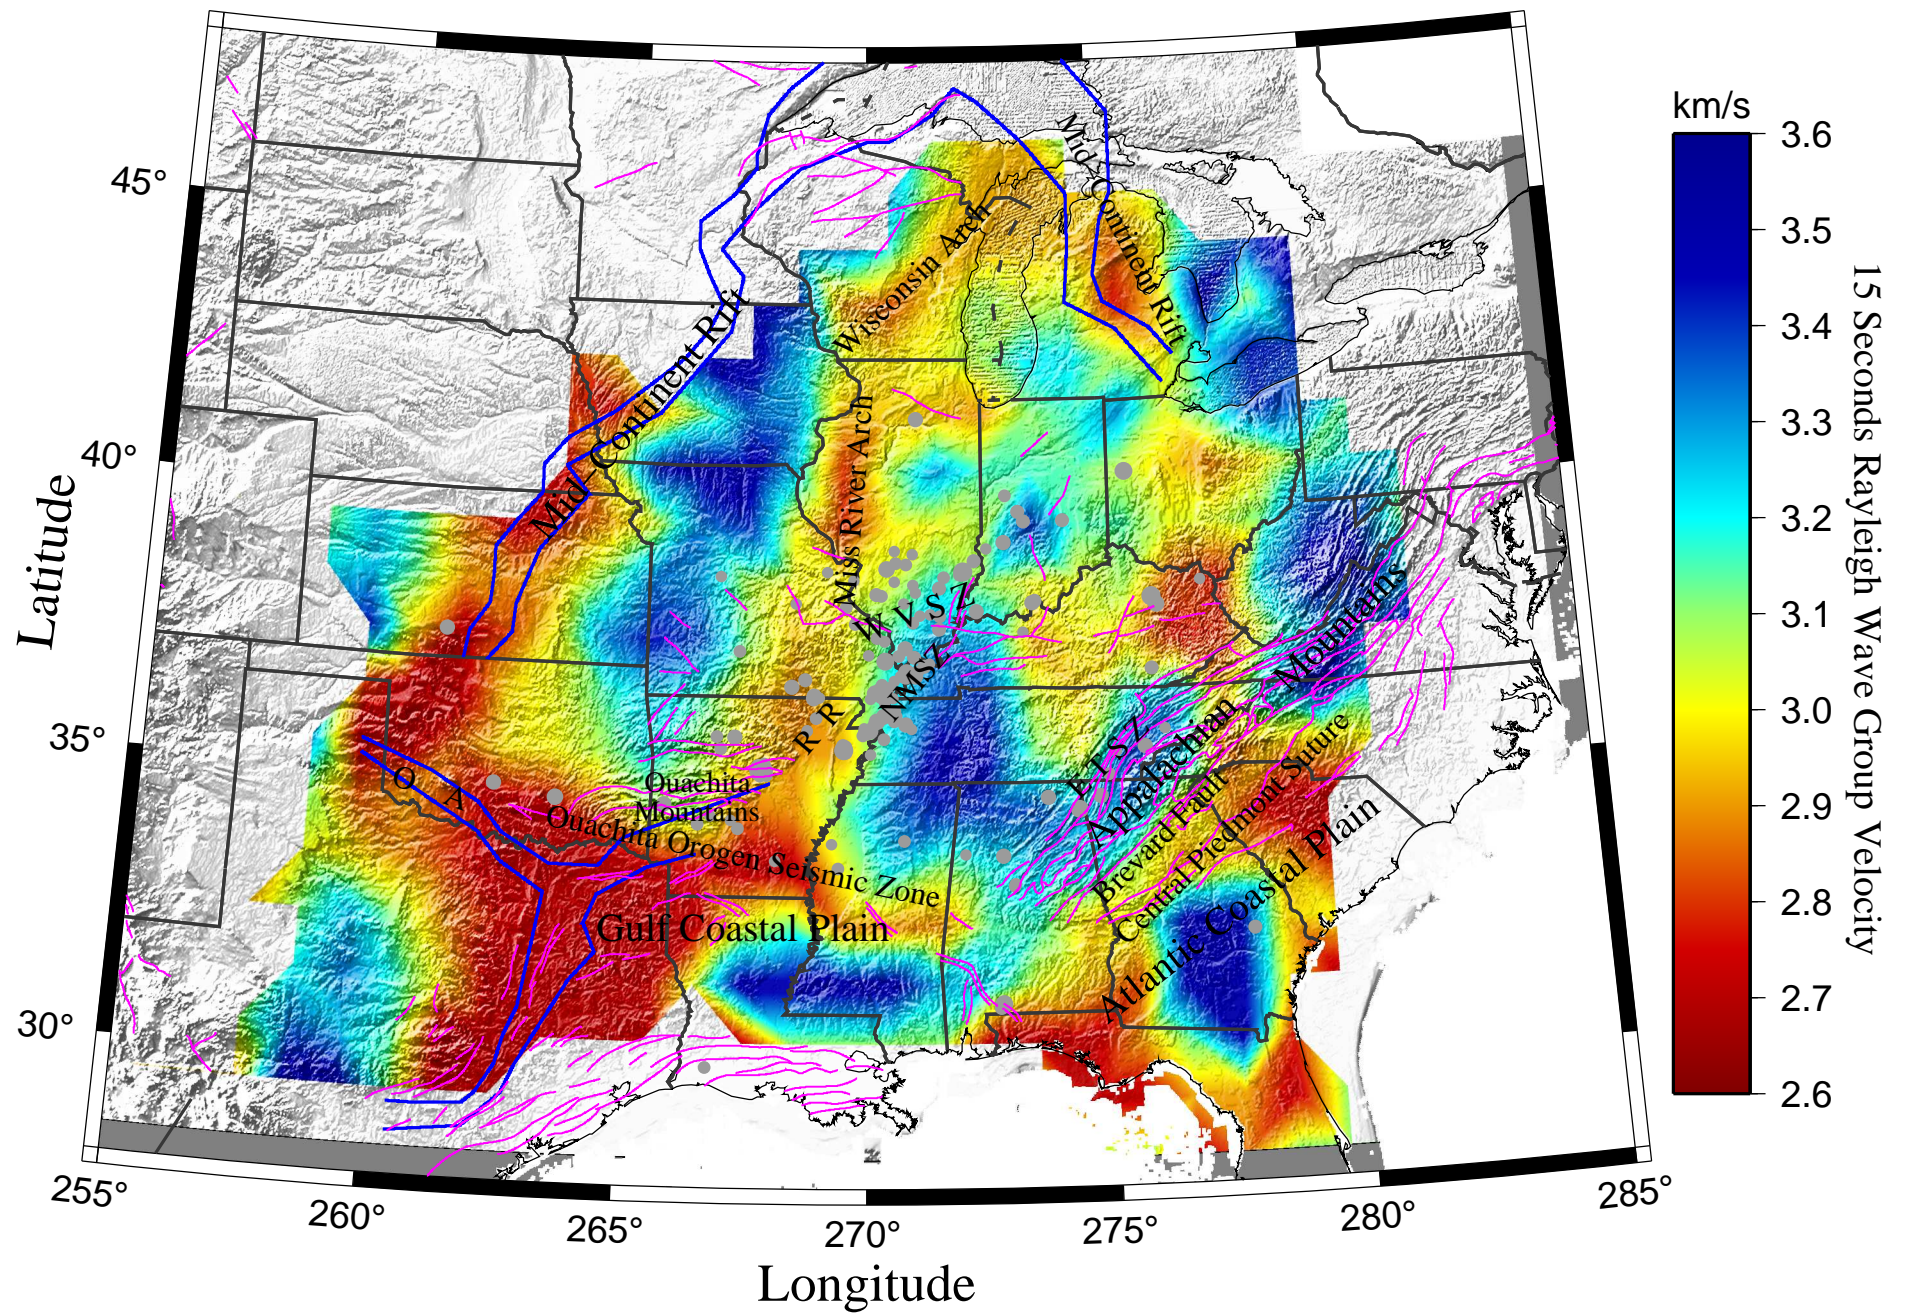 km/s
3.6
3.5
3.4
3.3
3.2
3.1
3.0
2.9
2.8
2.7
2.6
15 Seconds Rayleigh Wave Group Velocity
45°
40°
35°
30°
Latitude
255°
260°
265°
270°
275°
280°
285°
Longitude
Mid-Continent Rift
Wisconsin Arch
Mid-Continent Rift
Miss River Arch
W V S Z
NMSZ
R R
O A
Ouachita
Mountains
Ouachita Orogen Seismic Zone
Gulf Coastal Plain
E T S Z
Appalachian Mountains
Brevard Fault
Central Piedmont Suture
Atlantic Coastal Plain